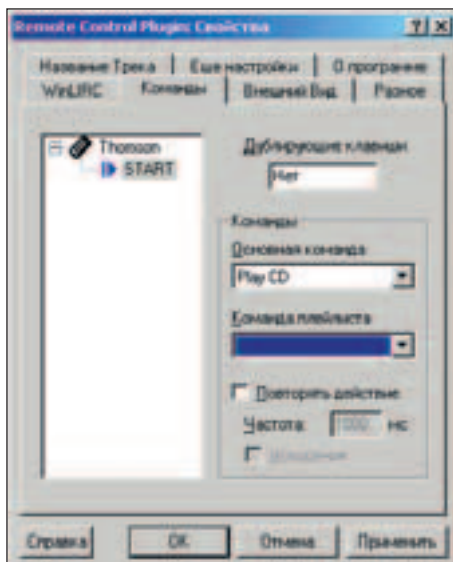 Remote Control Plugin: Свойства
Название Трека
Еще настройки
О программе
WinLIRC
Команды
Внешний Вид
Разное
Thomson
START
Дублирующие клавиши
Нет
Команды
Основная команда
Play CD
Команда плейлиста
Повторять действие
Частота
1000
мс
Справка
OK
Отмена
Применить